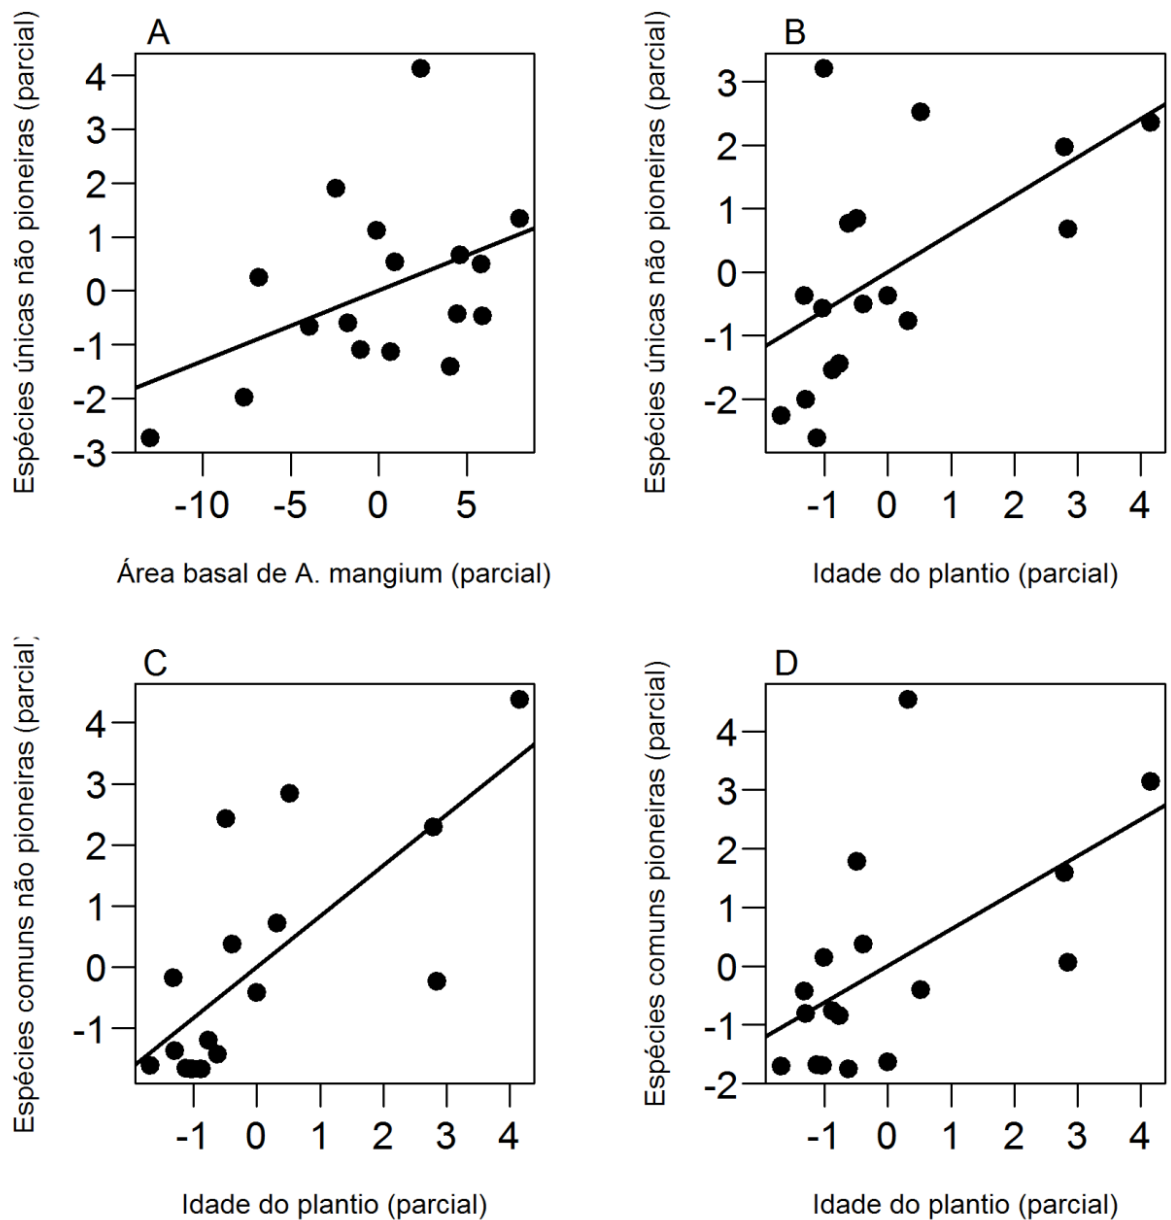 A
Espécies únicas não pioneiras (parcial)
4
3
2
1
0
-1
-2
-3
-10 -5 0 5
Área basal de A. mangium (parcial)
B
Espécies únicas não pioneiras (parcial)
3
2
1
0
-1
-2
-1 0 1 2 3 4
Idade do plantio (parcial)
C
Espécies comuns não pioneiras (parcial)
4
3
2
1
0
-1
-1 0 1 2 3 4
Idade do plantio (parcial)
D
Espécies comuns pioneiras (parcial)
4
2
1
0
-1
-2
-1 0 1 2 3 4
Idade do plantio (parcial)